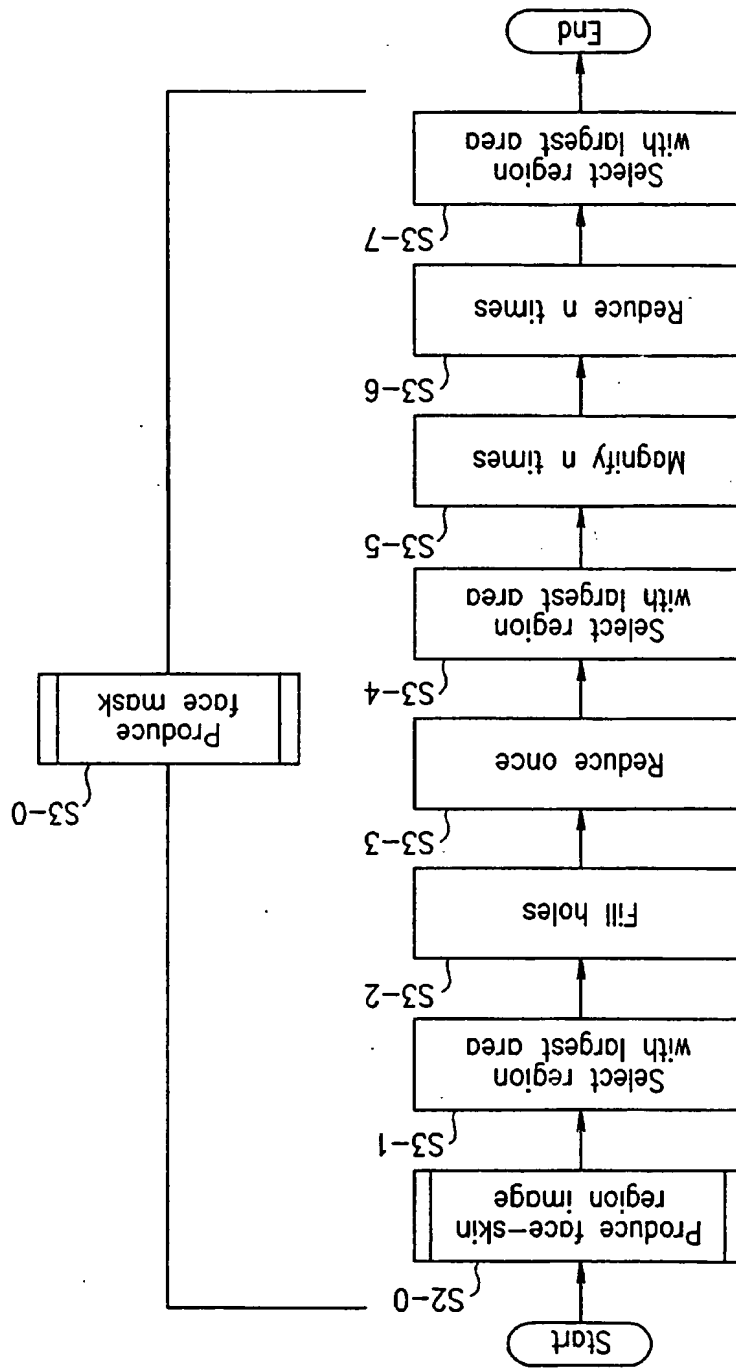 Start
S2-0
Produce face-skin
region image
S3-1
Select region
with largest area
S3-2
Fill holes
S3-3
Reduce once
S3-4
Select region
with largest area
S3-5
Magnify n times
S3-6
Reduce n times
S3-7
Select region
with largest area
End
S3-0
Produce
face mask